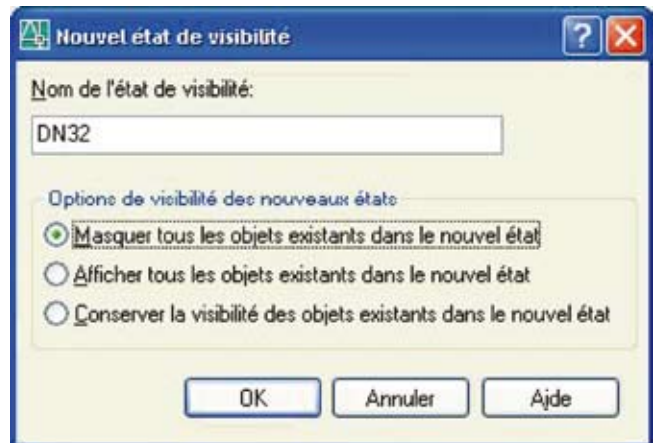 Nouvel état de visibilité
Nom de l'état de visibilité:
DN32
Options de visibilité des nouveaux états
Masquer tous les objets existants dans le nouvel état
Afficher tous les objets existants dans le nouvel état
Conserver la visibilité des objets existants dans le nouvel état
OK Annuler Aide